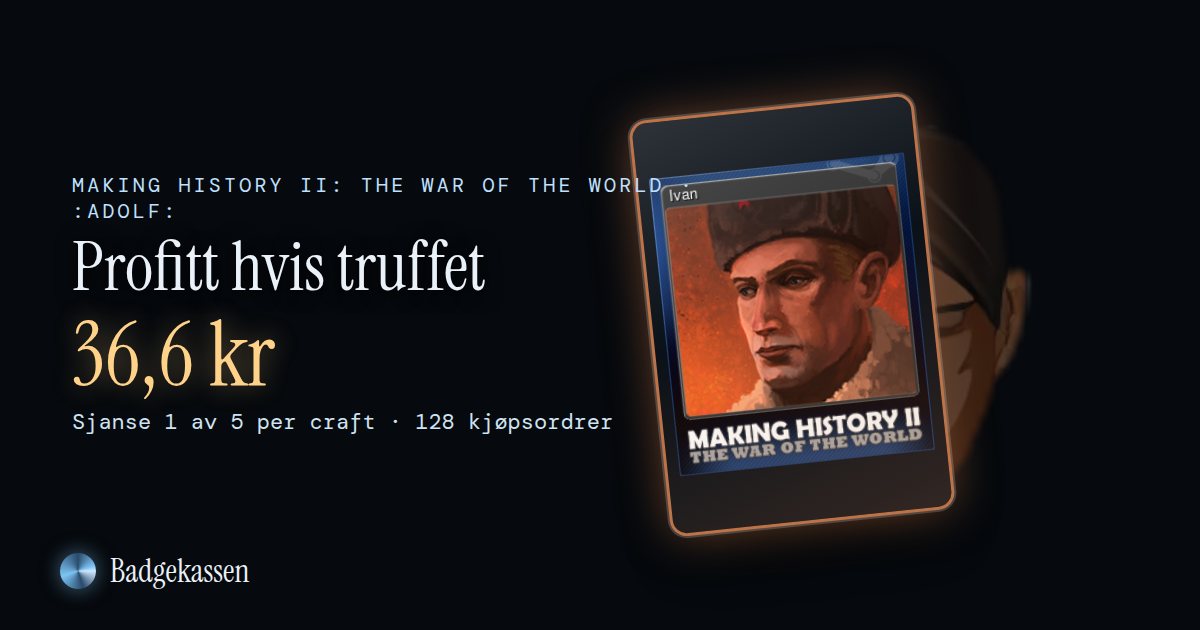 MAKING HISTORY II: THE WAR OF THE WORLD ·
:ADOLF:
Profitt hvis truffet
36,6 kr
Sjanse 1 av 5 per craft · 128 kjøpsordrer
Badgekassen
Ivan
MAKING HISTORY II
THE WAR OF THE WORLD